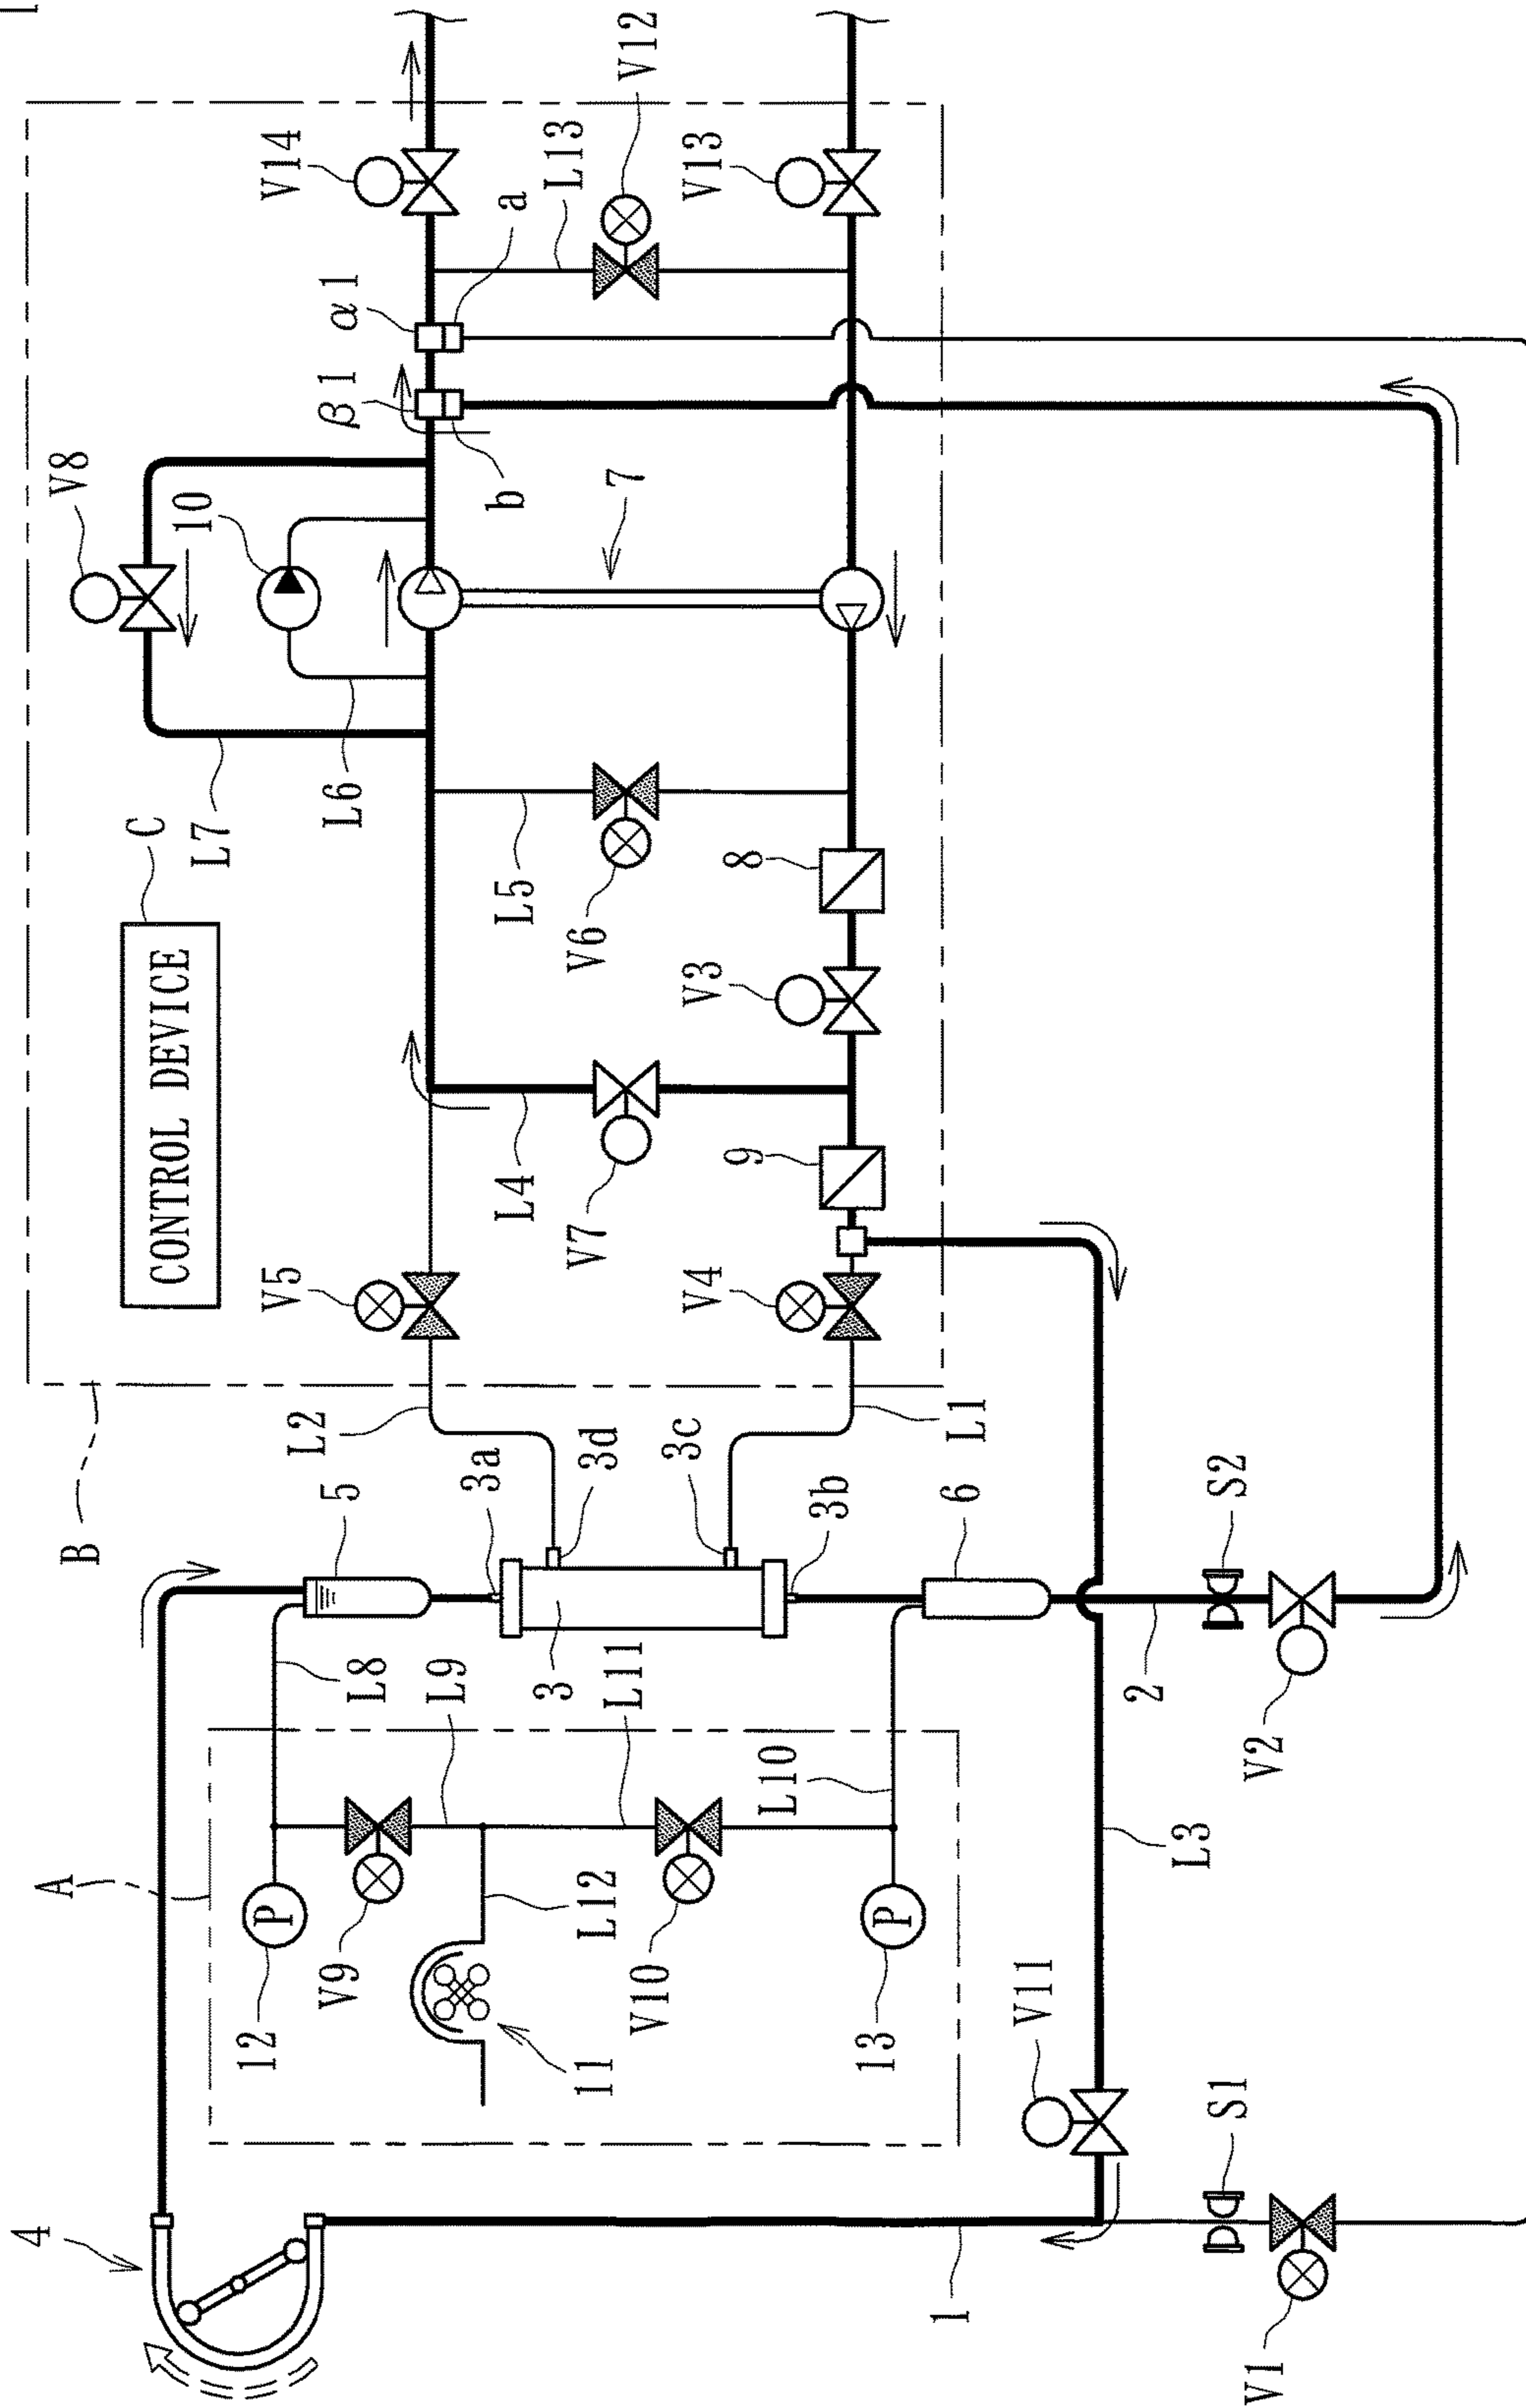 V14
V12
L13
a
V13
α1
β1
b
V8
10
7
L7
L6
C
CONTROL DEVICE
L5
V6
8
V3
L4
V7
9
V5
V4
B
L2
L1
5
3a
3d
3c
3b
6
S2
3
L8
L9
L11
L10
2
V2
A
P
12
V9
L12
11
V10
P
13
L3
V11
S1
4
1
V1